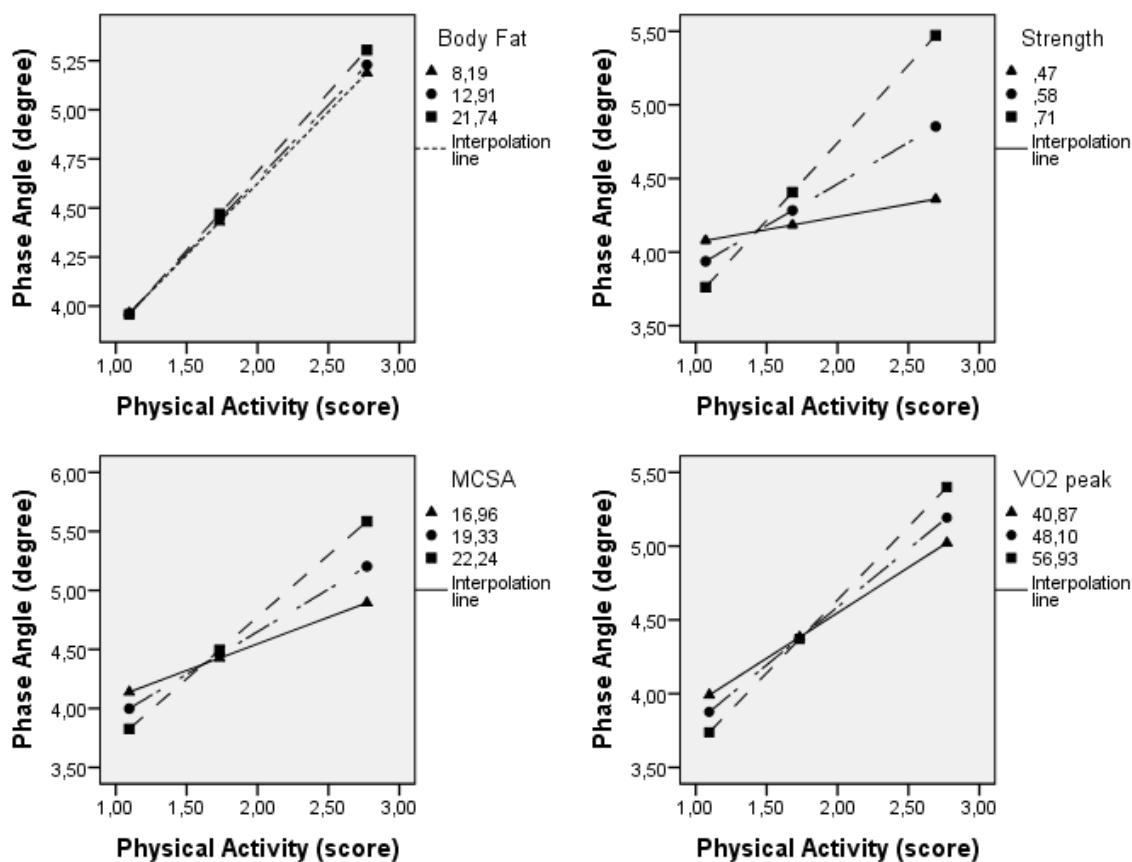 Body Fat
8,19
12,91
21,74
Interpolation
line
Phase Angle (degree)
5,25
5,00
4,75
4,50
4,25
4,00
1,00 1,50 2,00 2,50 3,00
Physical Activity (score)
Strength
,47
,58
,71
Interpolation
line
Phase Angle (degree)
5,50
5,00
4,50
4,00
3,50
1,00 1,50 2,00 2,50 3,00
Physical Activity (score)
MCSA
16,96
19,33
22,24
Interpolation
line
Phase Angle (degree)
6,00
5,50
5,00
4,50
4,00
3,50
1,00 1,50 2,00 2,50 3,00
Physical Activity (score)
VO2 peak
40,87
48,10
56,93
Interpolation
line
Phase Angle (degree)
5,50
5,00
4,50
4,00
3,50
1,00 1,50 2,00 2,50 3,00
Physical Activity (score)